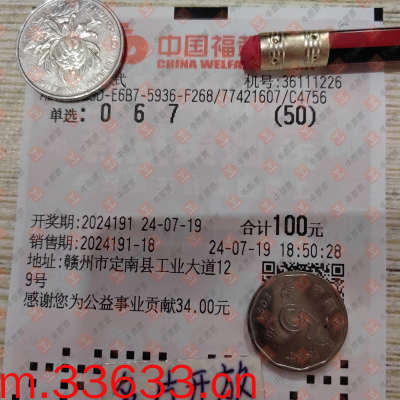 中国福
CHINA WELFA
式
机号:36111226
D-E6B7-5936-F268/77421607/C4756
单选: 0 6 7 (50)
开奖期:2024191 24-07-19 合计100元
销售期:2024191-18 24-07-19 18:50:28
地址:赣州市定南县工业大道12
9号
感谢您为公益事业贡献34.00元
m.33633.cn